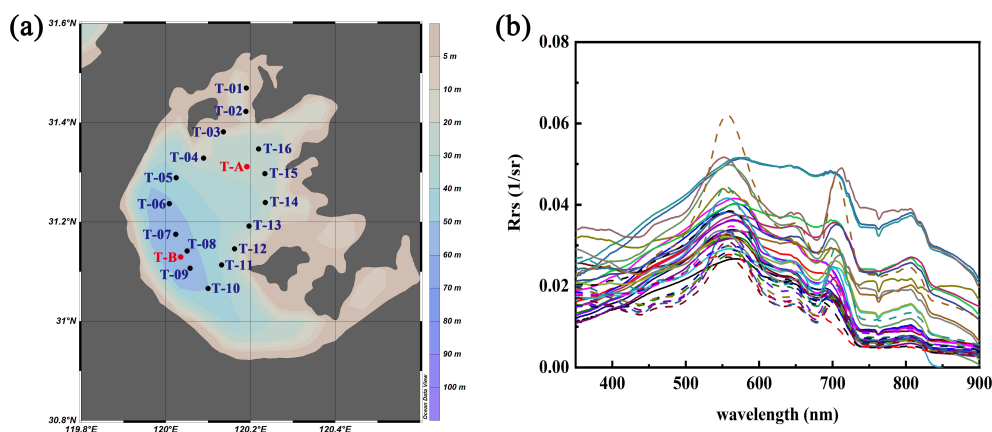 (a)
31.6°N
31.4°N
31.2°N
31°N
30.8°N
119.8°E
120°E
120.2°E
120.4°E
T-01
T-02
T-03
T-16
T-04
T-A
T-05
T-15
T-06
T-14
T-13
T-07
T-08
T-12
T-B
T-11
T-09
T-10
5 m
10 m
20 m
30 m
40 m
50 m
60 m
70 m
80 m
90 m
100 m
Ocean Data View
(b)
Rrs (1/sr)
0.08
0.06
0.04
0.02
0.00
400
500
600
700
800
900
wavelength (nm)